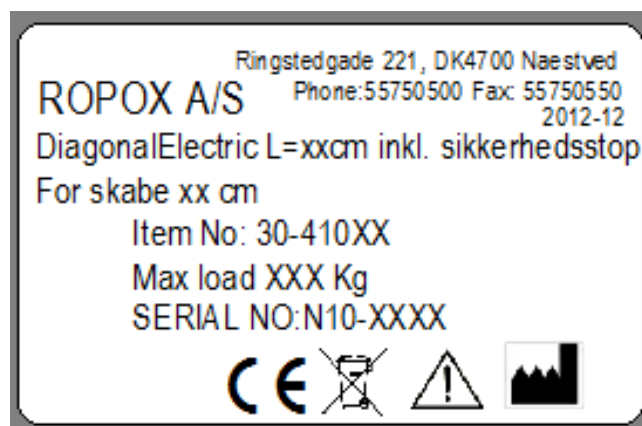 Ringstedgade 221, DK4700 Naestved
ROPOX A/S Phone:55750500 Fax: 55750550
2012-12
DiagonalElectric L=xxcm inkl. sikkerhedsstop
For skabe xx cm
Item No: 30-410XX
Max load XXX Kg
SERIAL NO:N10-XXXX
CE